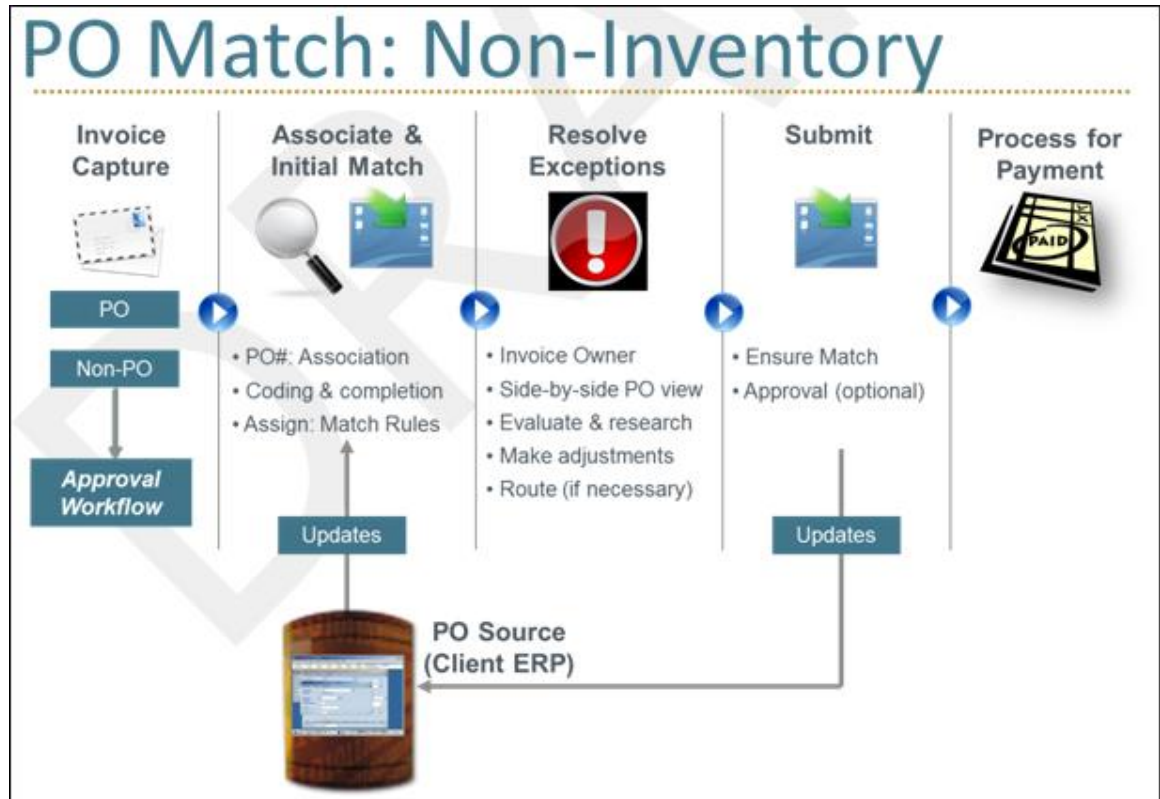 PO Match: Non-Inventory
Invoice
Capture
PO
Non-PO
Approval
Workflow
Associate &
Initial Match
• PO#: Association
• Coding & completion
• Assign: Match Rules
Updates
Resolve
Exceptions
• Invoice Owner
• Side-by-side PO view
• Evaluate & research
• Make adjustments
• Route (if necessary)
Submit
• Ensure Match
• Approval (optional)
Updates
Process for
Payment
PAID
PO Source
(Client ERP)
DRA